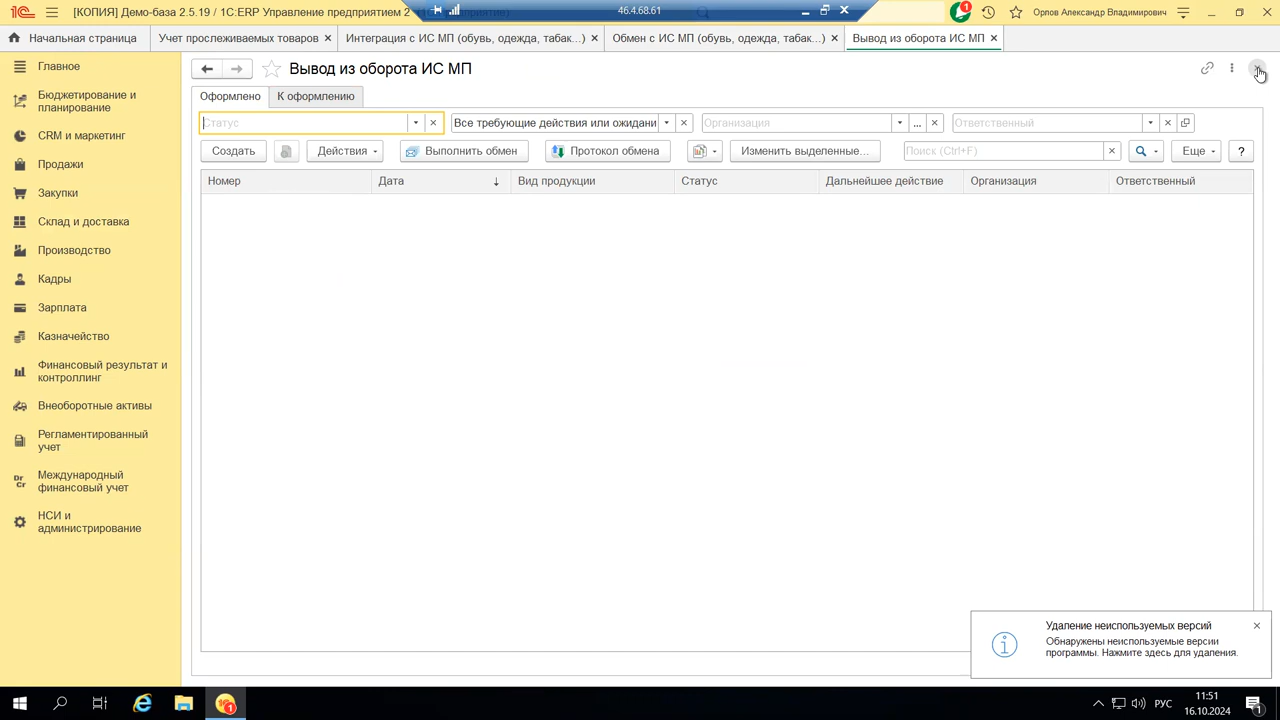 [КОПИЯ] Демо-база 2.5.19 / 1С:ERP Управление предприятием 2
46.4.68.61
1
Орлов Александр Владимирович
Начальная страница
Учет прослеживаемых товаров
Интеграция с ИС МП (обувь, одежда, табак...)
Обмен с ИС МП (обувь, одежда, табак...)
Вывод из оборота ИС МП
Главное
Бюджетирование и
планирование
CRM и маркетинг
Продажи
Закупки
Склад и доставка
Производство
Кадры
Зарплата
Казначейство
Финансовый результат и
контроллинг
Внеоборотные активы
Регламентированный
учет
Международный
финансовый учет
НСИ и
администрирование
Вывод из оборота ИС МП
Оформлено
К оформлению
Статус
Все требующие действия или ожидани
Организация
...
Ответственный
Создать
Действия
Выполнить обмен
Протокол обмена
Изменить выделенные...
Поиск (Ctrl+F)
Еще
?
Номер
Дата
Вид продукции
Статус
Дальнейшее действие
Организация
Ответственный
Удаление неиспользуемых версий
Обнаружены неиспользуемые версии
программы. Нажмите здесь для удаления.
РУС
11:51
16.10.2024
1